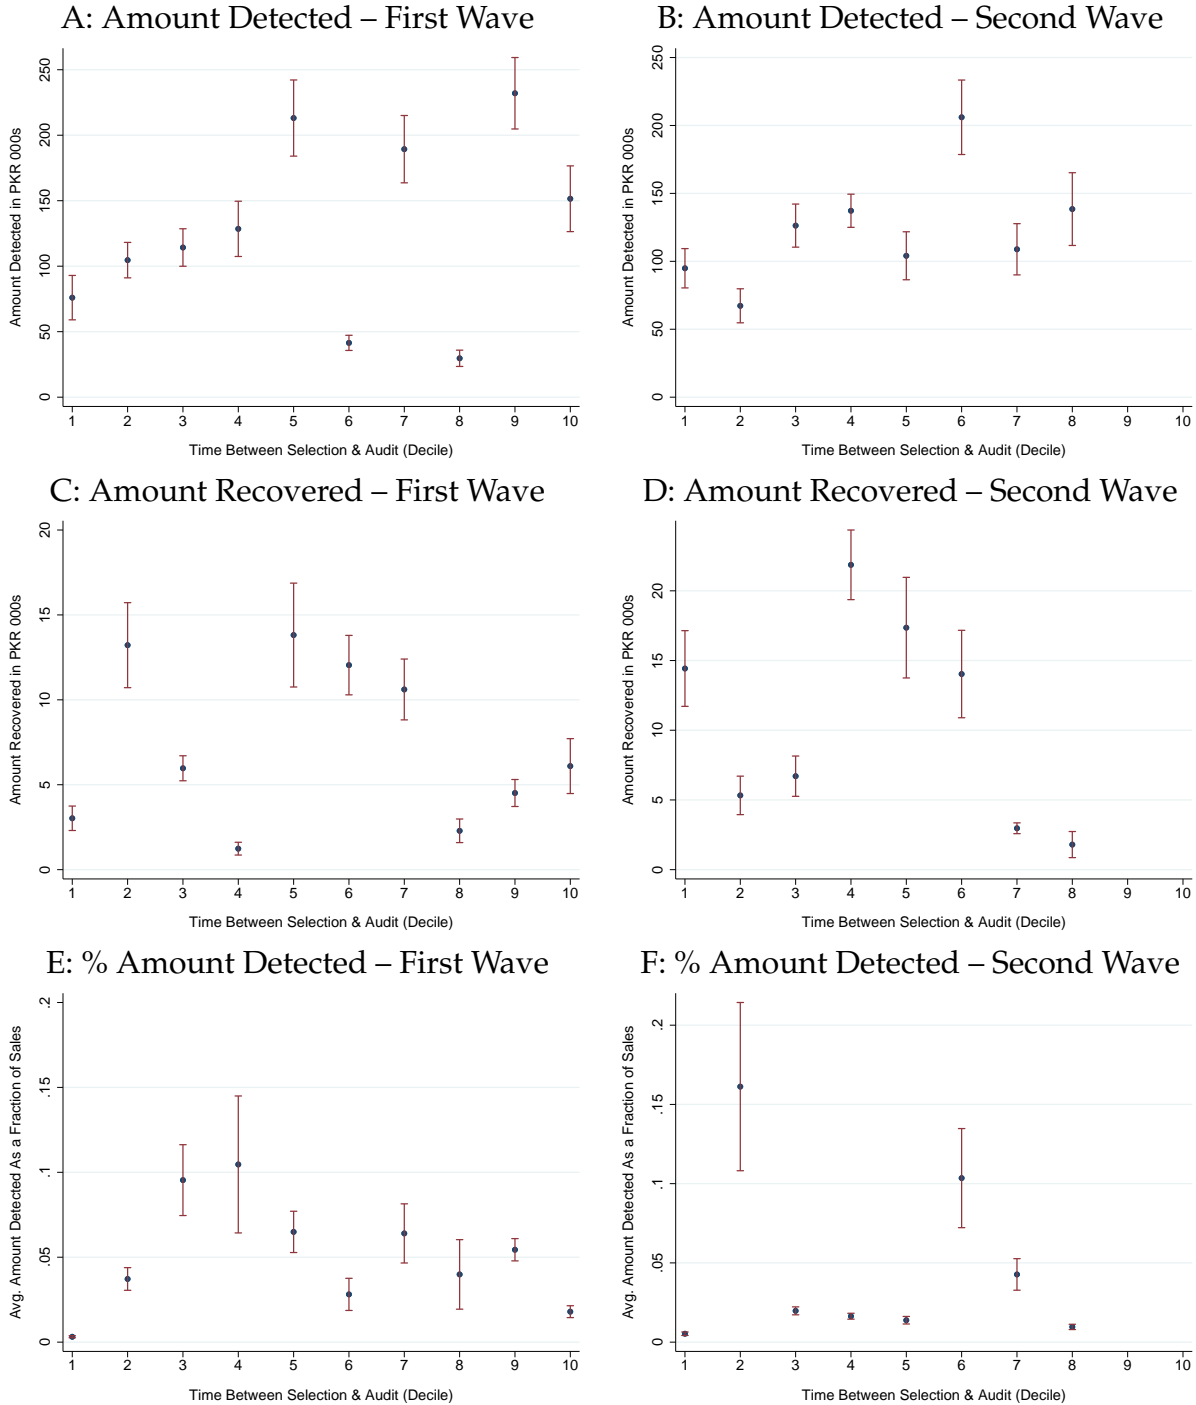 A: Amount Detected – First Wave
Amount Detected in PKR 000s
250
200
150
100
50
0
1 2 3 4 5 6 7 8 9 10
Time Between Selection & Audit (Decile)
B: Amount Detected – Second Wave
Amount Detected in PKR 000s
250
200
150
100
50
0
1 2 3 4 5 6 7 8 9 10
Time Between Selection & Audit (Decile)
C: Amount Recovered – First Wave
Amount Recovered in PKR 000s
20
15
10
5
0
1 2 3 4 5 6 7 8 9 10
Time Between Selection & Audit (Decile)
D: Amount Recovered – Second Wave
Amount Recovered in PKR 000s
20
15
10
5
0
1 2 3 4 5 6 7 8 9 10
Time Between Selection & Audit (Decile)
E: % Amount Detected – First Wave
Avg. Amount Detected As a Fraction of Sales
.2
.15
.1
.05
0
1 2 3 4 5 6 7 8 9 10
Time Between Selection & Audit (Decile)
F: % Amount Detected – Second Wave
Avg. Amount Detected As a Fraction of Sales
.2
.15
.1
.05
0
1 2 3 4 5 6 7 8 9 10
Time Between Selection & Audit (Decile)